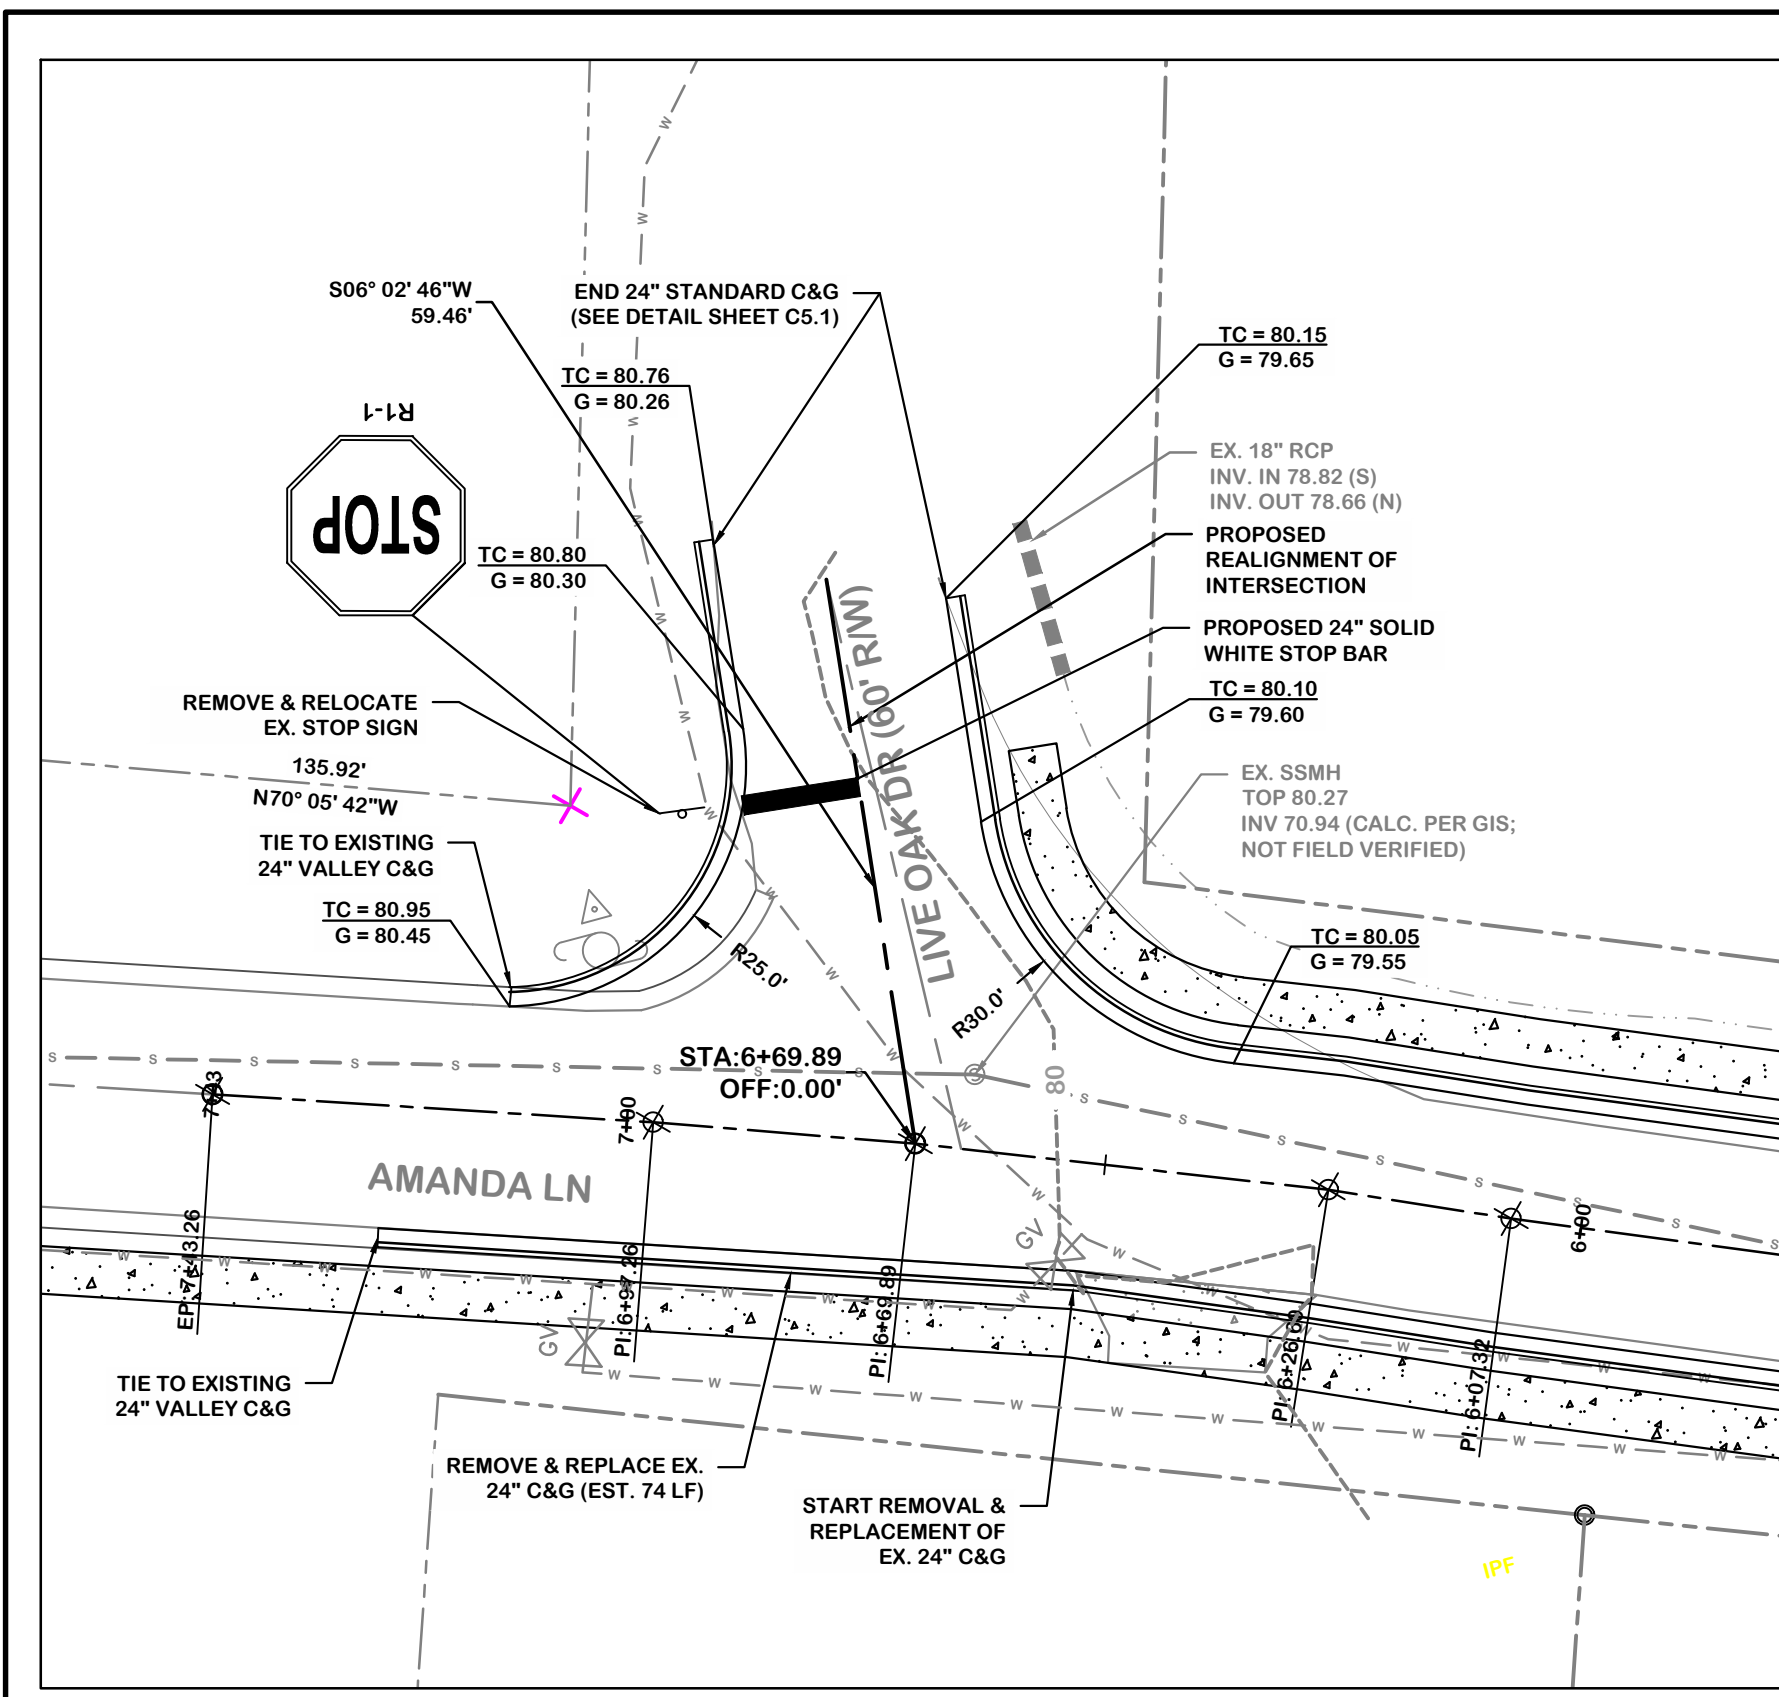 S06° 02' 46"W
59.46'
END 24" STANDARD C&G
(SEE DETAIL SHEET C5.1)
TC = 80.15
G = 79.65
TC = 80.76
G = 80.26
R1-1
STOP
EX. 18" RCP
INV. IN 78.82 (S)
INV. OUT 78.66 (N)
PROPOSED
REALIGNMENT OF
INTERSECTION
TC = 80.80
G = 80.30
PROPOSED 24" SOLID
WHITE STOP BAR
TC = 80.10
G = 79.60
REMOVE & RELOCATE
EX. STOP SIGN
135.92'
N70° 05' 42"W
LIVE OAK DR (60' R/W)
EX. SSMH
TOP 80.27
INV 70.94 (CALC. PER GIS;
NOT FIELD VERIFIED)
TIE TO EXISTING
24" VALLEY C&G
TC = 80.95
G = 80.45
TC = 80.05
G = 79.55
R25.0'
R30.0'
STA:6+69.89
OFF:0.00'
80
7+00
AMANDA LN
6+00
GV
GV
EP: 7+43.26
PI: 6+97.26
PI: 6+69.89
PI: 6+26.60
PI: 6+07.32
TIE TO EXISTING
24" VALLEY C&G
REMOVE & REPLACE EX.
24" C&G (EST. 74 LF)
START REMOVAL &
REPLACEMENT OF
EX. 24" C&G
IPF